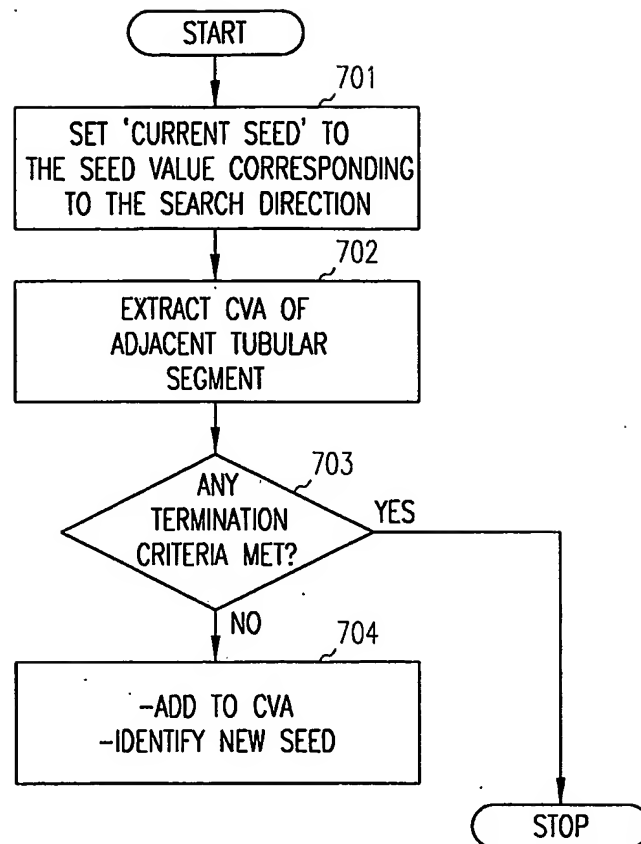 START
701
SET 'CURRENT SEED' TO
THE SEED VALUE CORRESPONDING
TO THE SEARCH DIRECTION
702
EXTRACT CVA OF
ADJACENT TUBULAR
SEGMENT
703
ANY
TERMINATION
CRITERIA MET?
YES
NO
704
-ADD TO CVA
-IDENTIFY NEW SEED
STOP